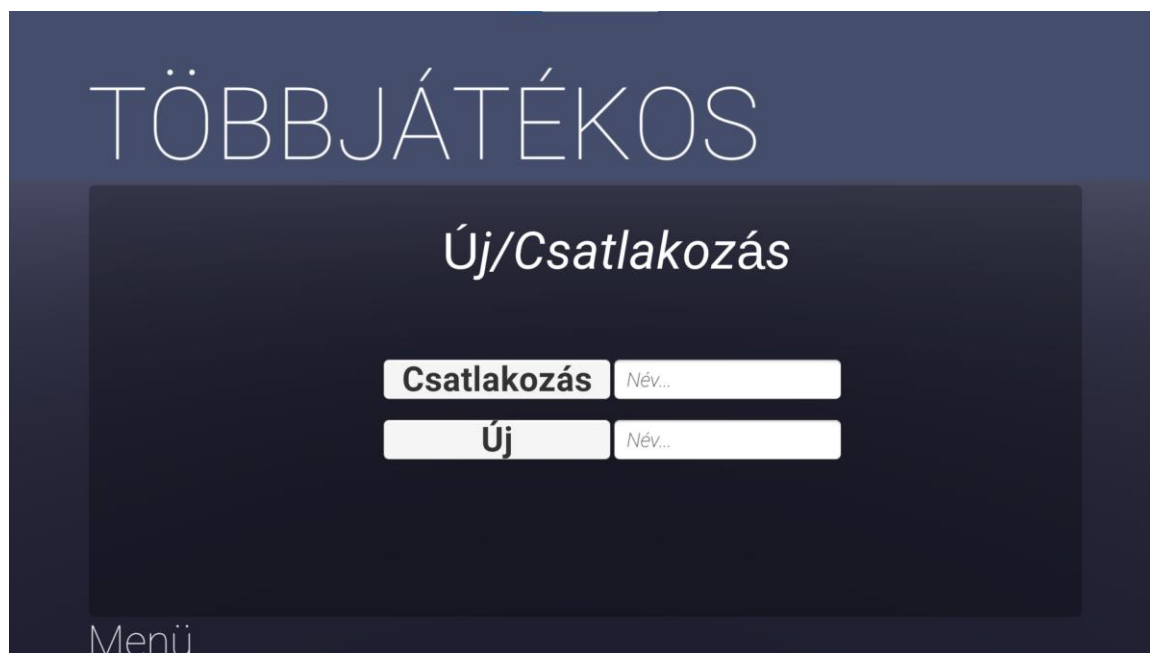 TÖBBJÁTÉKOS
Új/Csatlakozás
Csatlakozás Név...
Új Név...
Menü